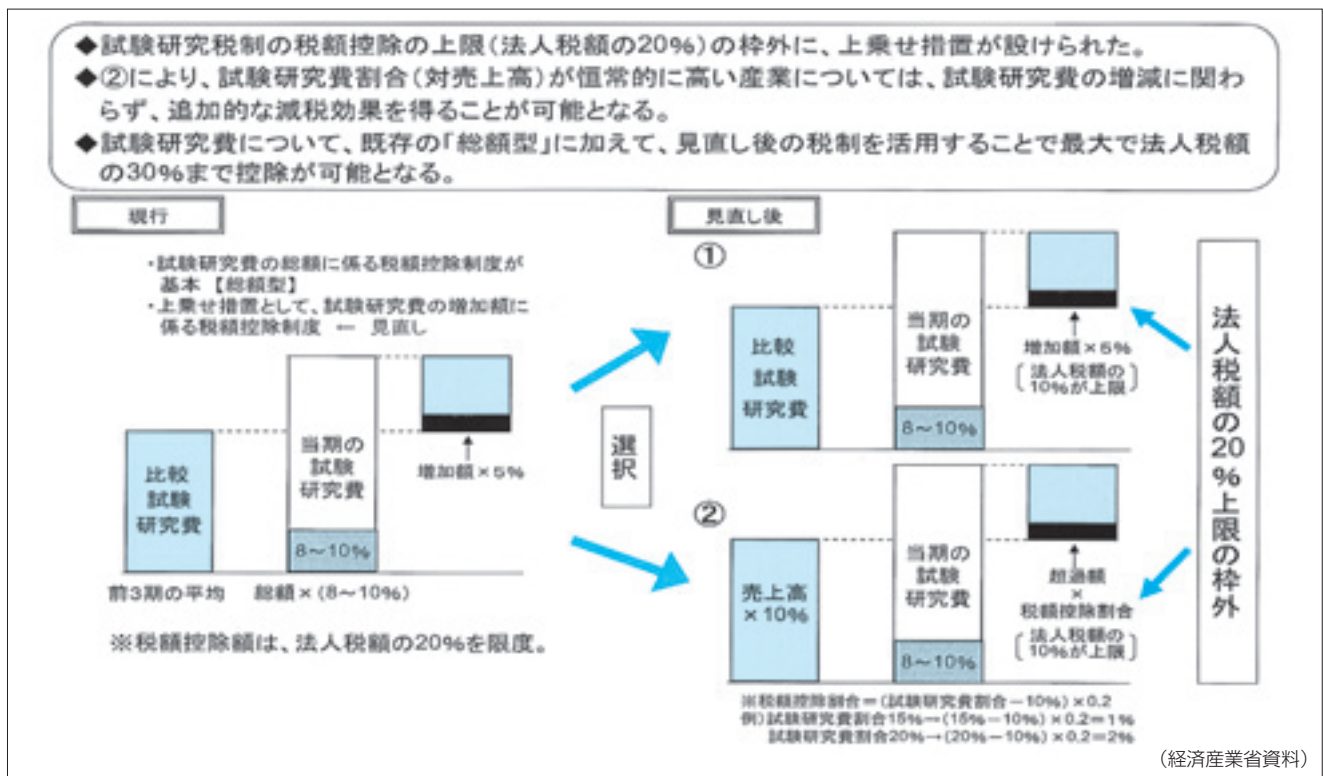 ◆試験研究税制の税額控除の上限(法人税額の20%)の枠外に、上乗せ措置が設けられた。
◆②により、試験研究費割合(対売上高)が恒常的に高い産業については、試験研究費の増減に関わ
らず、追加的な減税効果を得ることが可能となる。
◆試験研究費について、既存の「総額型」に加えて、見直し後の税制を活用することで最大で法人税額
の30%まで控除が可能となる。
現行
・試験研究費の総額に係る税額控除制度が
基本 【総額型】
・上乗せ措置として、試験研究費の増加額に
係る税額控除制度 ← 見直し
比較
試験
研究費
当期の
試験
研究費
8~10%
増加額×5%
前3期の平均
総額×(8~10%)
※税額控除額は、法人税額の20%を限度。
選択
見直し後
①
比較
試験
研究費
当期の
試験
研究費
8~10%
増加額×5%
法人税額の
10%が上限
②
売上高
×10%
当期の
試験
研究費
8~10%
超過額
×
税額控除割合
法人税額の
10%が上限
※税額控除割合=(試験研究費割合-10%)×0.2
例)試験研究費割合15%→(15%-10%)×0.2=1%
試験研究費割合20%→(20%-10%)×0.2=2%
法人税額の20%上限の枠外
(経済産業省資料)